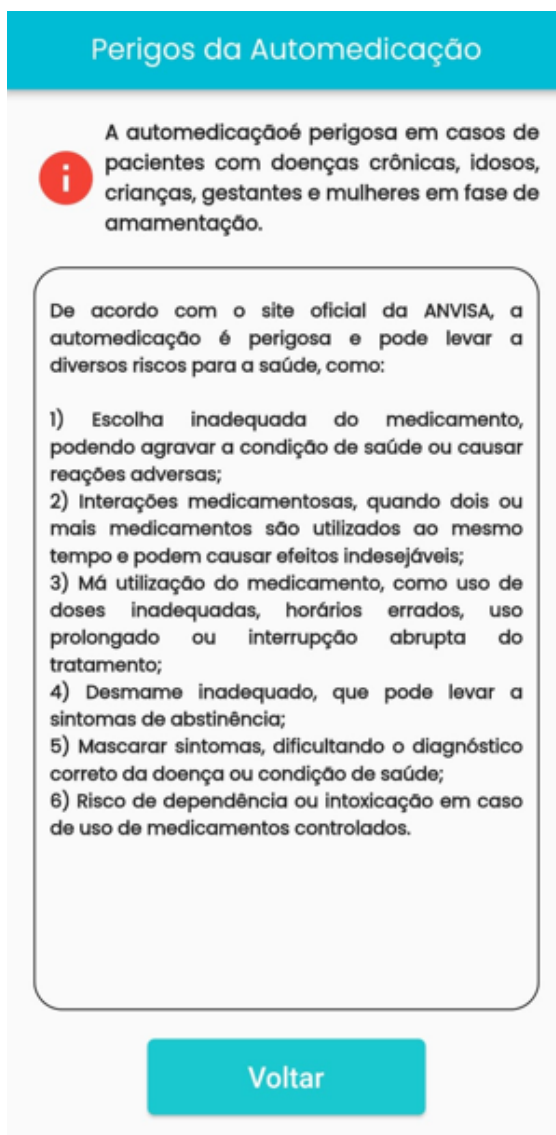 Perigos da Automedicação
A automedicaçãoé perigosa em casos de
pacientes com doenças crônicas, idosos,
crianças, gestantes e mulheres em fase de
amamentação.
De acordo com o site oficial da ANVISA, a
automedicação é perigosa e pode levar a
diversos riscos para a saúde, como:
1) Escolha inadequada do medicamento,
podendo agravar a condição de saúde ou causar
reações adversas;
2) Interações medicamentosas, quando dois ou
mais medicamentos são utilizados ao mesmo
tempo e podem causar efeitos indesejáveis;
3) Má utilização do medicamento, como uso de
doses inadequadas, horários errados, uso
prolongado ou interrupção abrupta do
tratamento;
4) Desmame inadequado, que pode levar a
sintomas de abstinência;
5) Mascarar sintomas, dificultando o diagnóstico
correto da doença ou condição de saúde;
6) Risco de dependência ou intoxicação em caso
de uso de medicamentos controlados.
Voltar